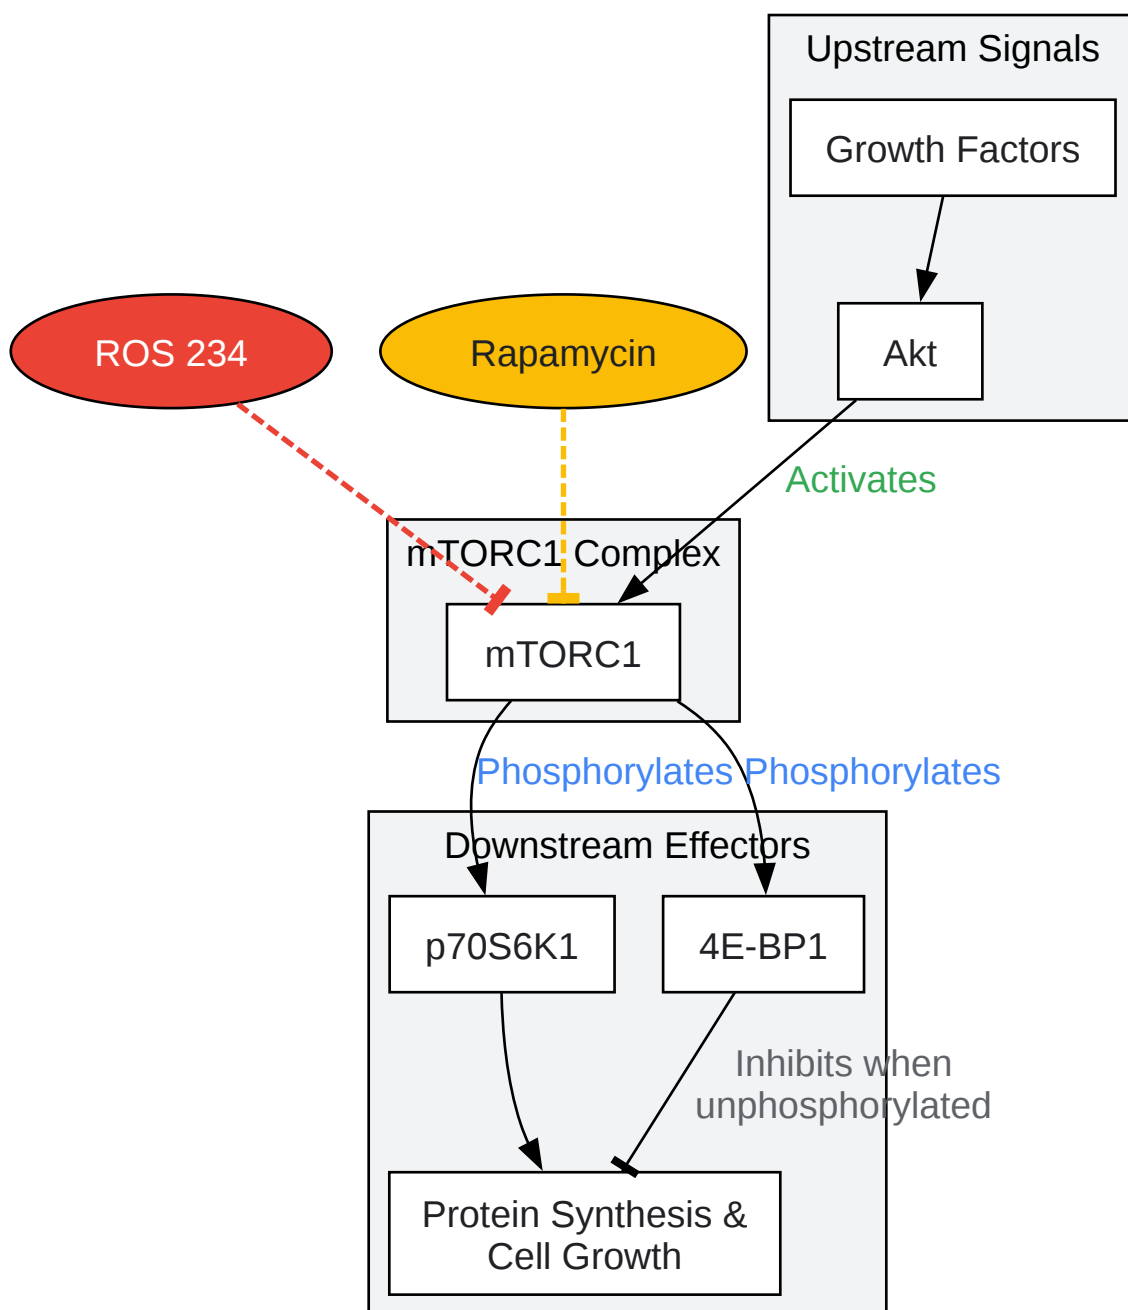 Upstream Signals
Growth Factors
ROS 234
Rapamycin
Akt
Activates
mTORC1 Complex
mTORC1
Phosphorylates
Phosphorylates
Downstream Effectors
p70S6K1
4E-BP1
Inhibits when
unphosphorylated
Protein Synthesis &
Cell Growth